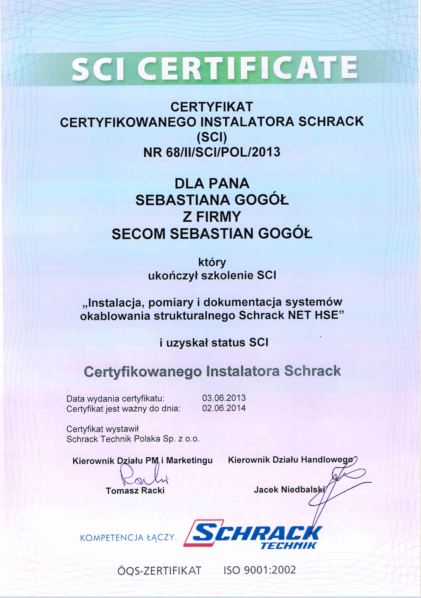 SCI CERTIFICATE
CERTYFIKAT
CERTYFIKOWANEGO INSTALATORA SCHRACK
(SCI)
NR 68/II/SCI/POL/2013
DLA PANA
SEBASTIANA GOGÓŁ
Z FIRMY
SECOM SEBASTIAN GOGÓŁ
który
ukończył szkolenie SCI
„Instalacja, pomiary i dokumentacja systemów
okablowania strukturalnego Schrack NET HSE”
i uzyskał status SCI
Certyfikowanego Instalatora Schrack
Data wydania certyfikatu: 03.06.2013
Certyfikat jest ważny do dnia: 02.06.2014
Certyfikat wystawił
Schrack Technik Polska Sp. z o.o.
Kierownik Działu PM i Marketingu Kierownik Działu Handlowego
Tomasz Racki Jacek Niedbalski
KOMPETENCJA ŁĄCZY. SCHRACK
TECHNIK
ÖQS-ZERTIFIKAT ISO 9001:2002